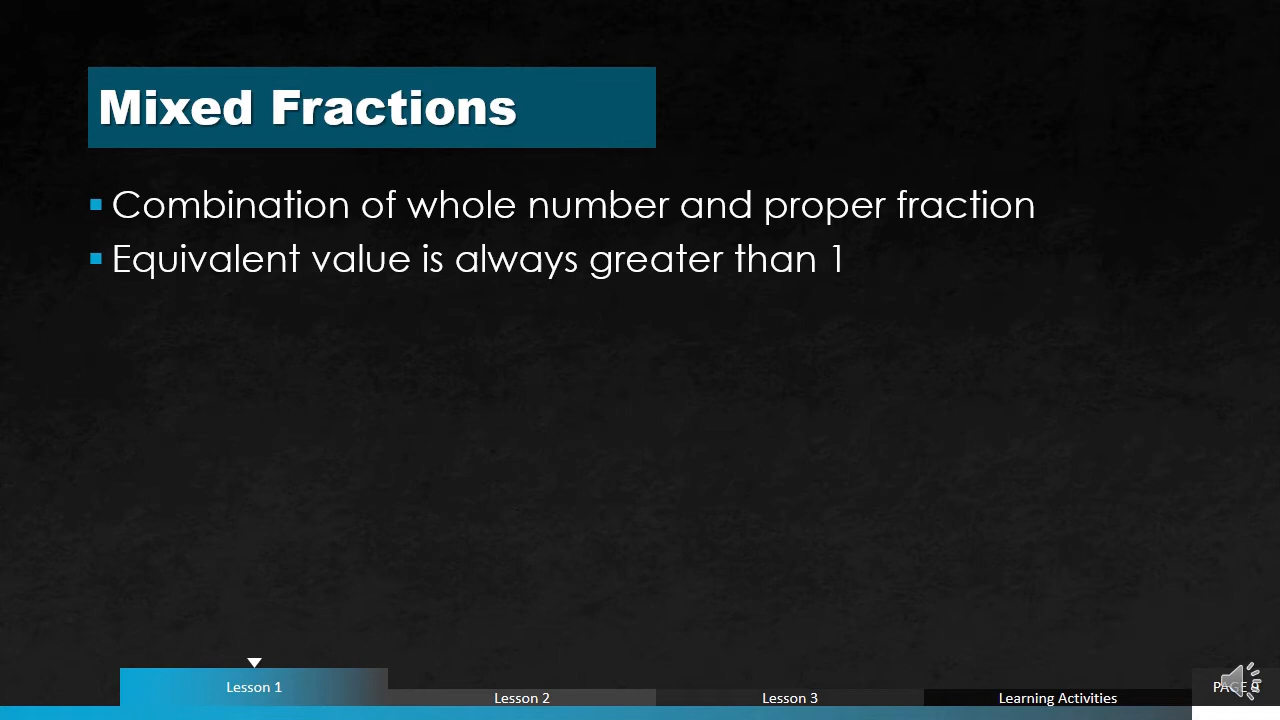 Mixed Fractions
Combination of whole number and proper fraction
Equivalent value is always greater than 1
Lesson 1
Lesson 2
Lesson 3
Learning Activities